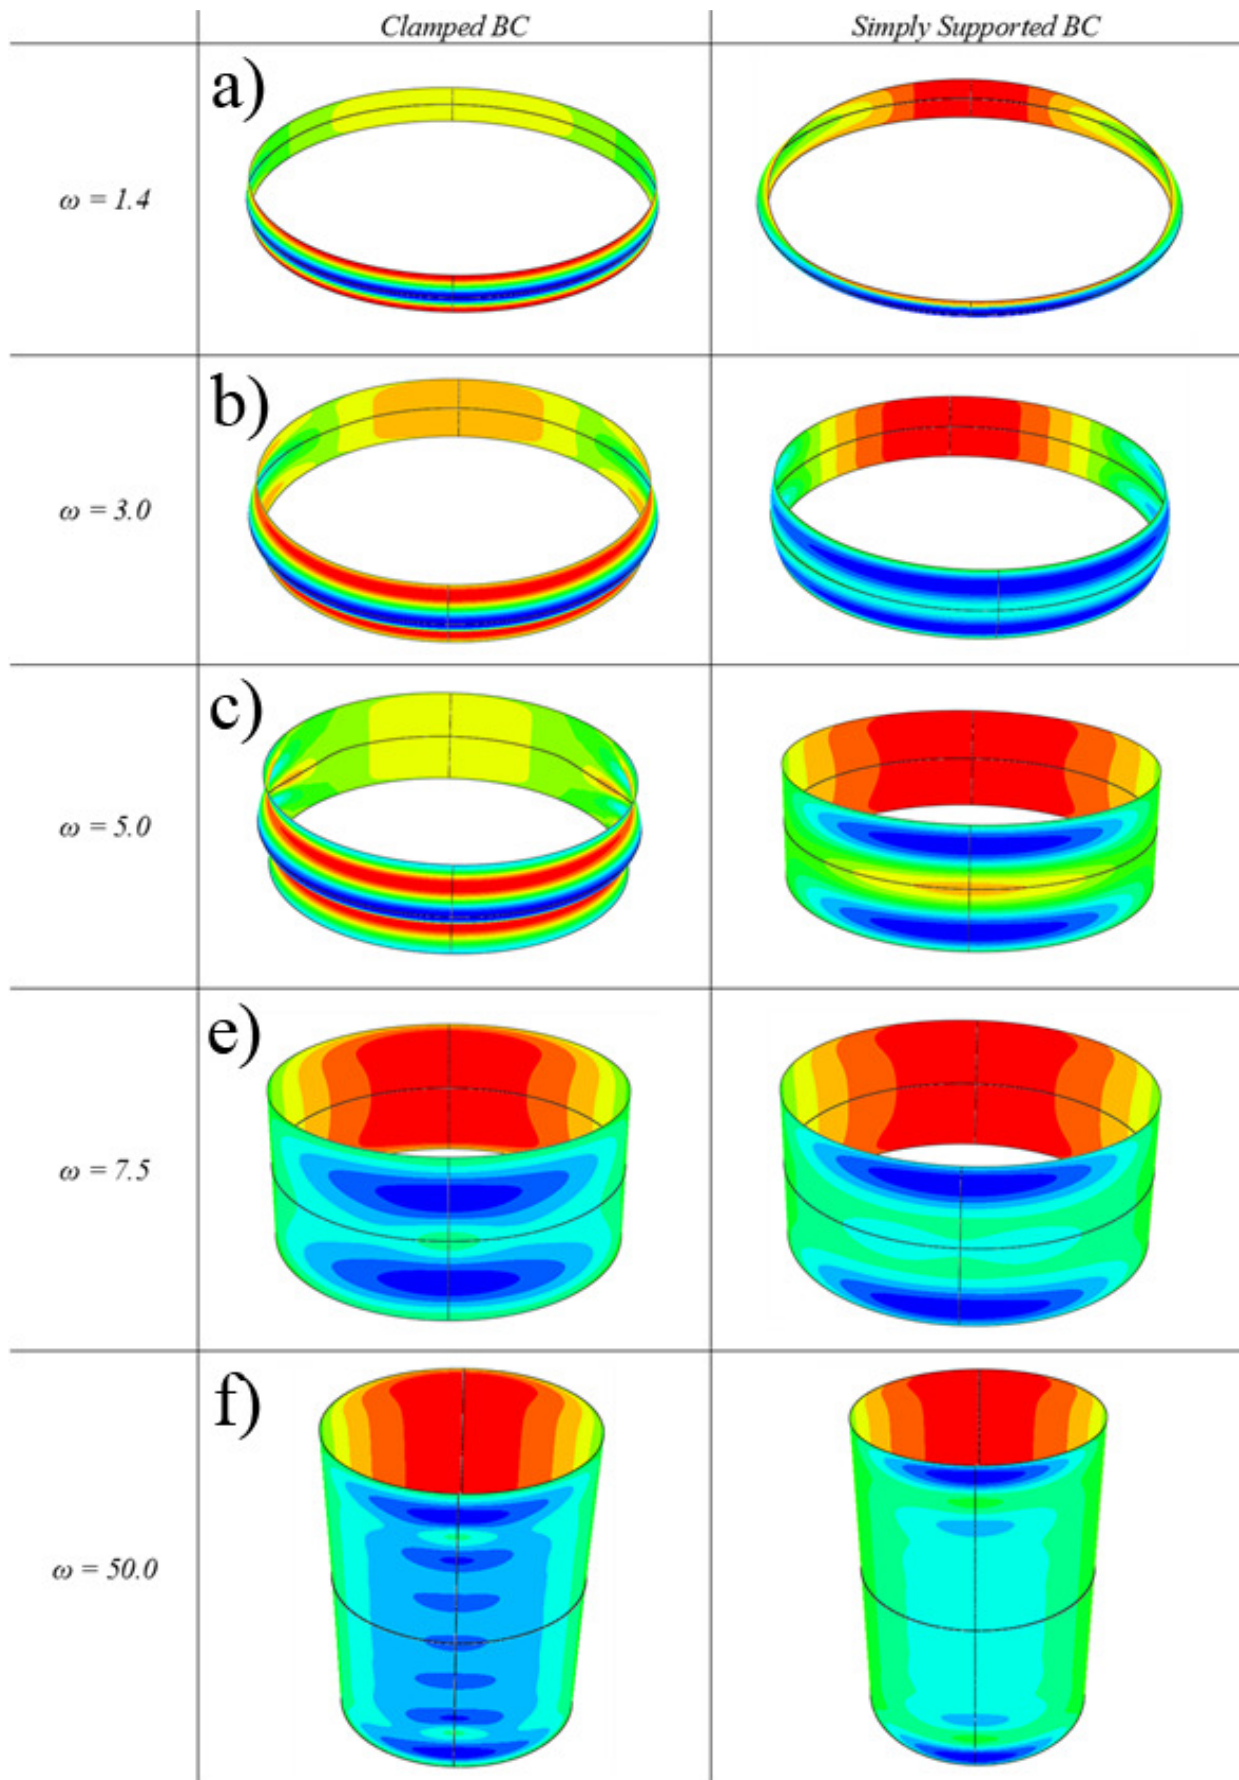 Clamped BC Simply Supported BC
a)
ω = 1.4
b)
ω = 3.0
c)
ω = 5.0
e)
ω = 7.5
f)
ω = 50.0